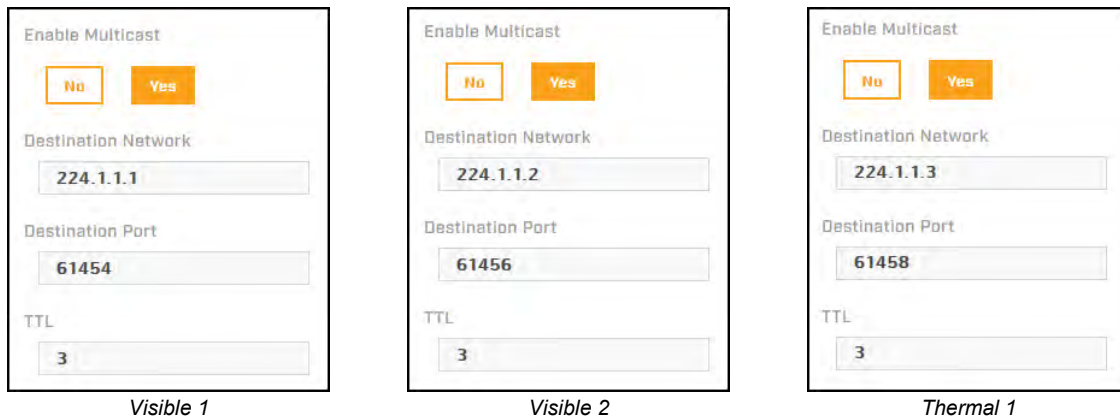 Enable Multicast
No Yes
Destination Network
224.1.1.1
Destination Port
61454
TTL
3
Visible 1
Enable Multicast
No Yes
Destination Network
224.1.1.2
Destination Port
61456
TTL
3
Visible 2
Enable Multicast
No Yes
Destination Network
224.1.1.3
Destination Port
61458
TTL
3
Thermal 1